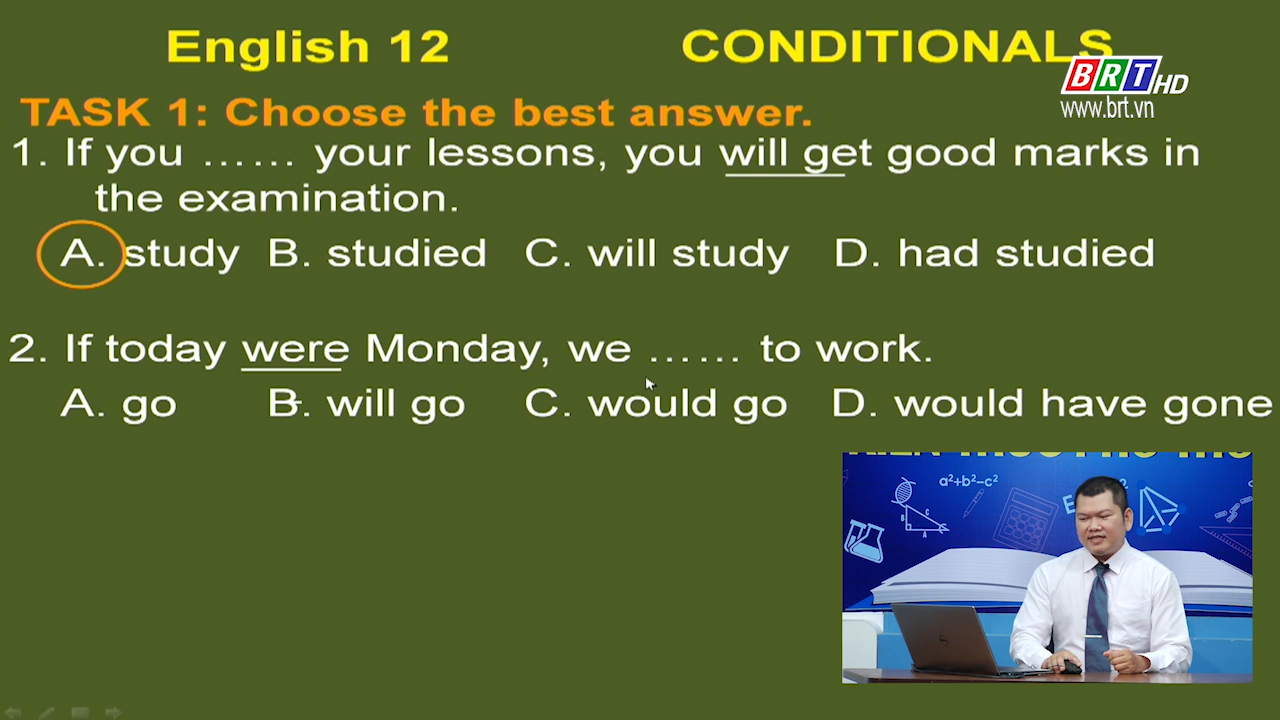 English 12 CONDITIONALS
BRT HD
www.brt.vn
TASK 1: Choose the best answer.
1. If you …… your lessons, you will get good marks in
the examination.
A. study B. studied C. will study D. had studied
2. If today were Monday, we …… to work.
A. go B. will go C. would go D. would have gone
a²+b²=c²
C
B
A